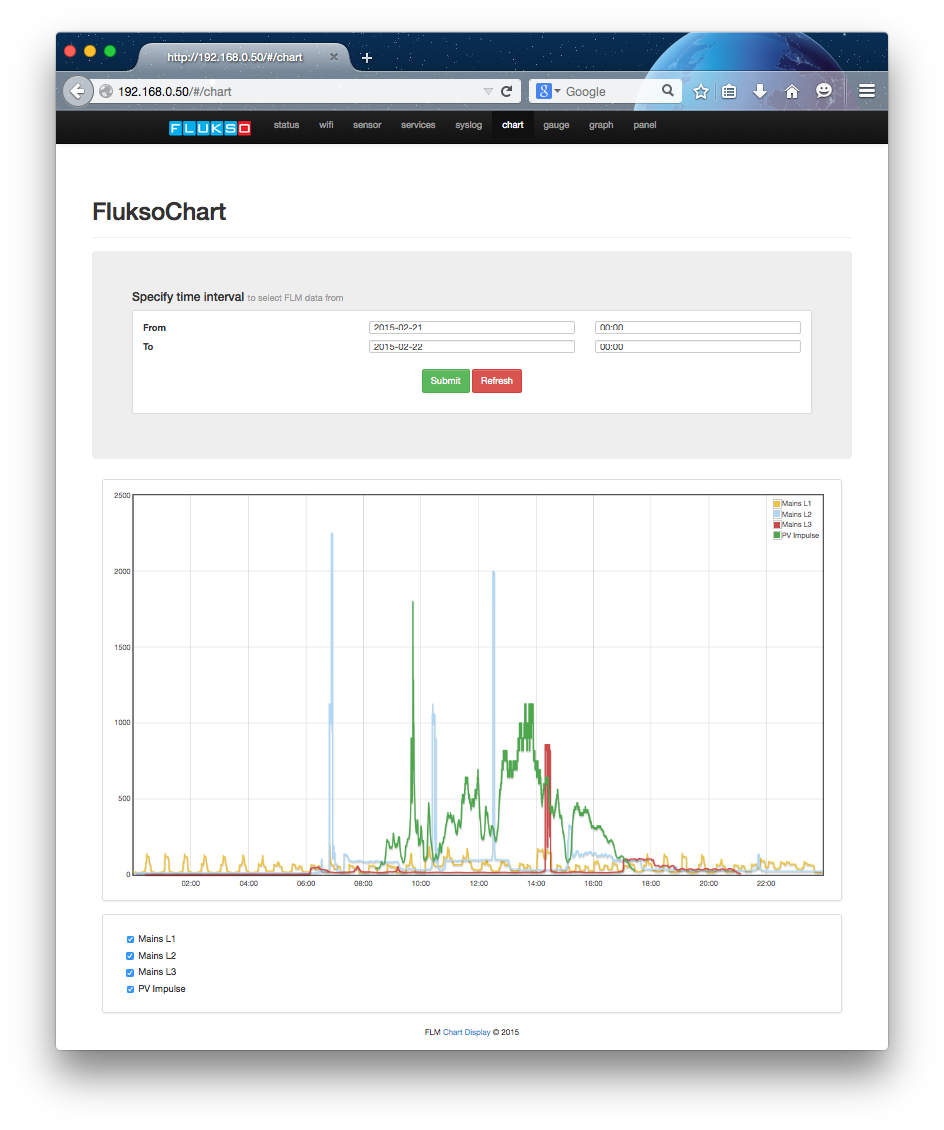 http://192.168.0.50/#/chart
192.168.0.50/#/chart
8 Google
FLUKSO status wifi sensor services syslog chart gauge graph panel
FluksoChart
Specify time interval to select FLM data from
From 2015-02-21 00:00
To 2015-02-22 00:00
Submit Refresh
2500
Mains L1
Mains L2
Mains L3
PV Impulse
2000
1500
1000
500
0
02:00 04:00 06:00 08:00 10:00 12:00 14:00 16:00 18:00 20:00 22:00
Mains L1
Mains L2
Mains L3
PV Impulse
FLM Chart Display © 2015